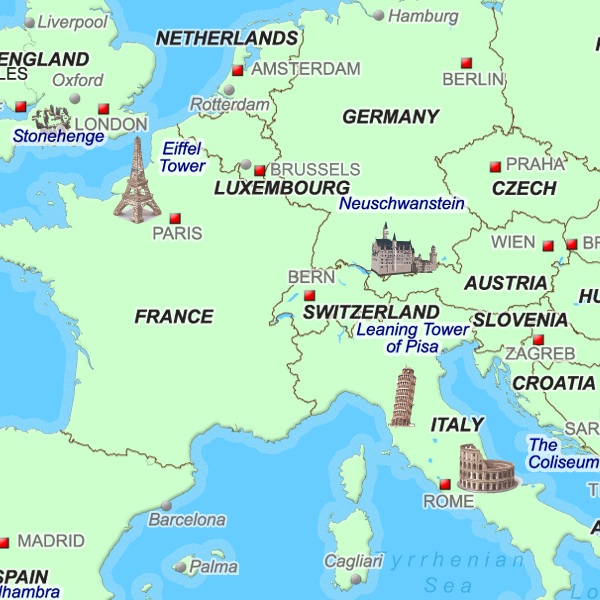 Liverpool
Hamburg
NETHERLANDS
ENGLAND
LES
Oxford
AMSTERDAM
BERLIN
Rotterdam
LONDON
GERMANY
Stonehenge
Eiffel
Tower
BRUSSELS
PRAHA
LUXEMBOURG
CZECH
Neuschwanstein
PARIS
WIEN
BR
BERN
AUSTRIA
HU
FRANCE
SWITZERLAND
SLOVENIA
Leaning Tower
of Pisa
ZAGREB
CROATIA
ITALY
SAR
The
Coliseum
ROME
Barcelona
MADRID
Palma
Cagliari
yrrhenian
Sea
SPAIN
lhambra